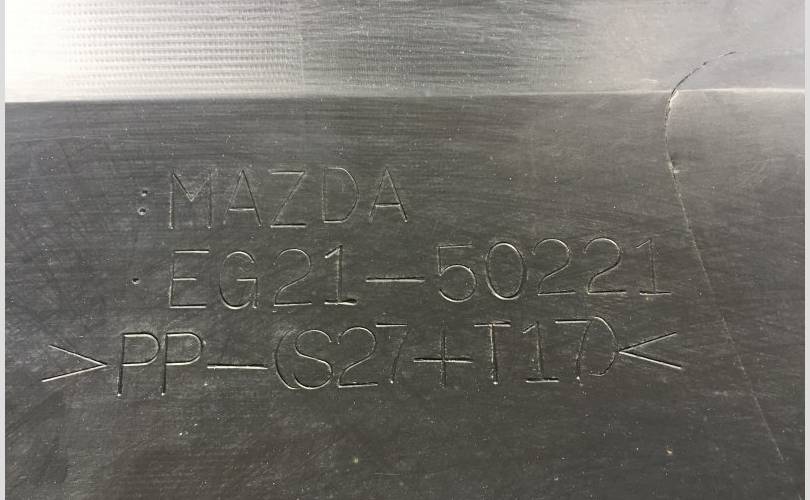 : MAZDA
. EG21-50221
>PP-(S27+T17)<